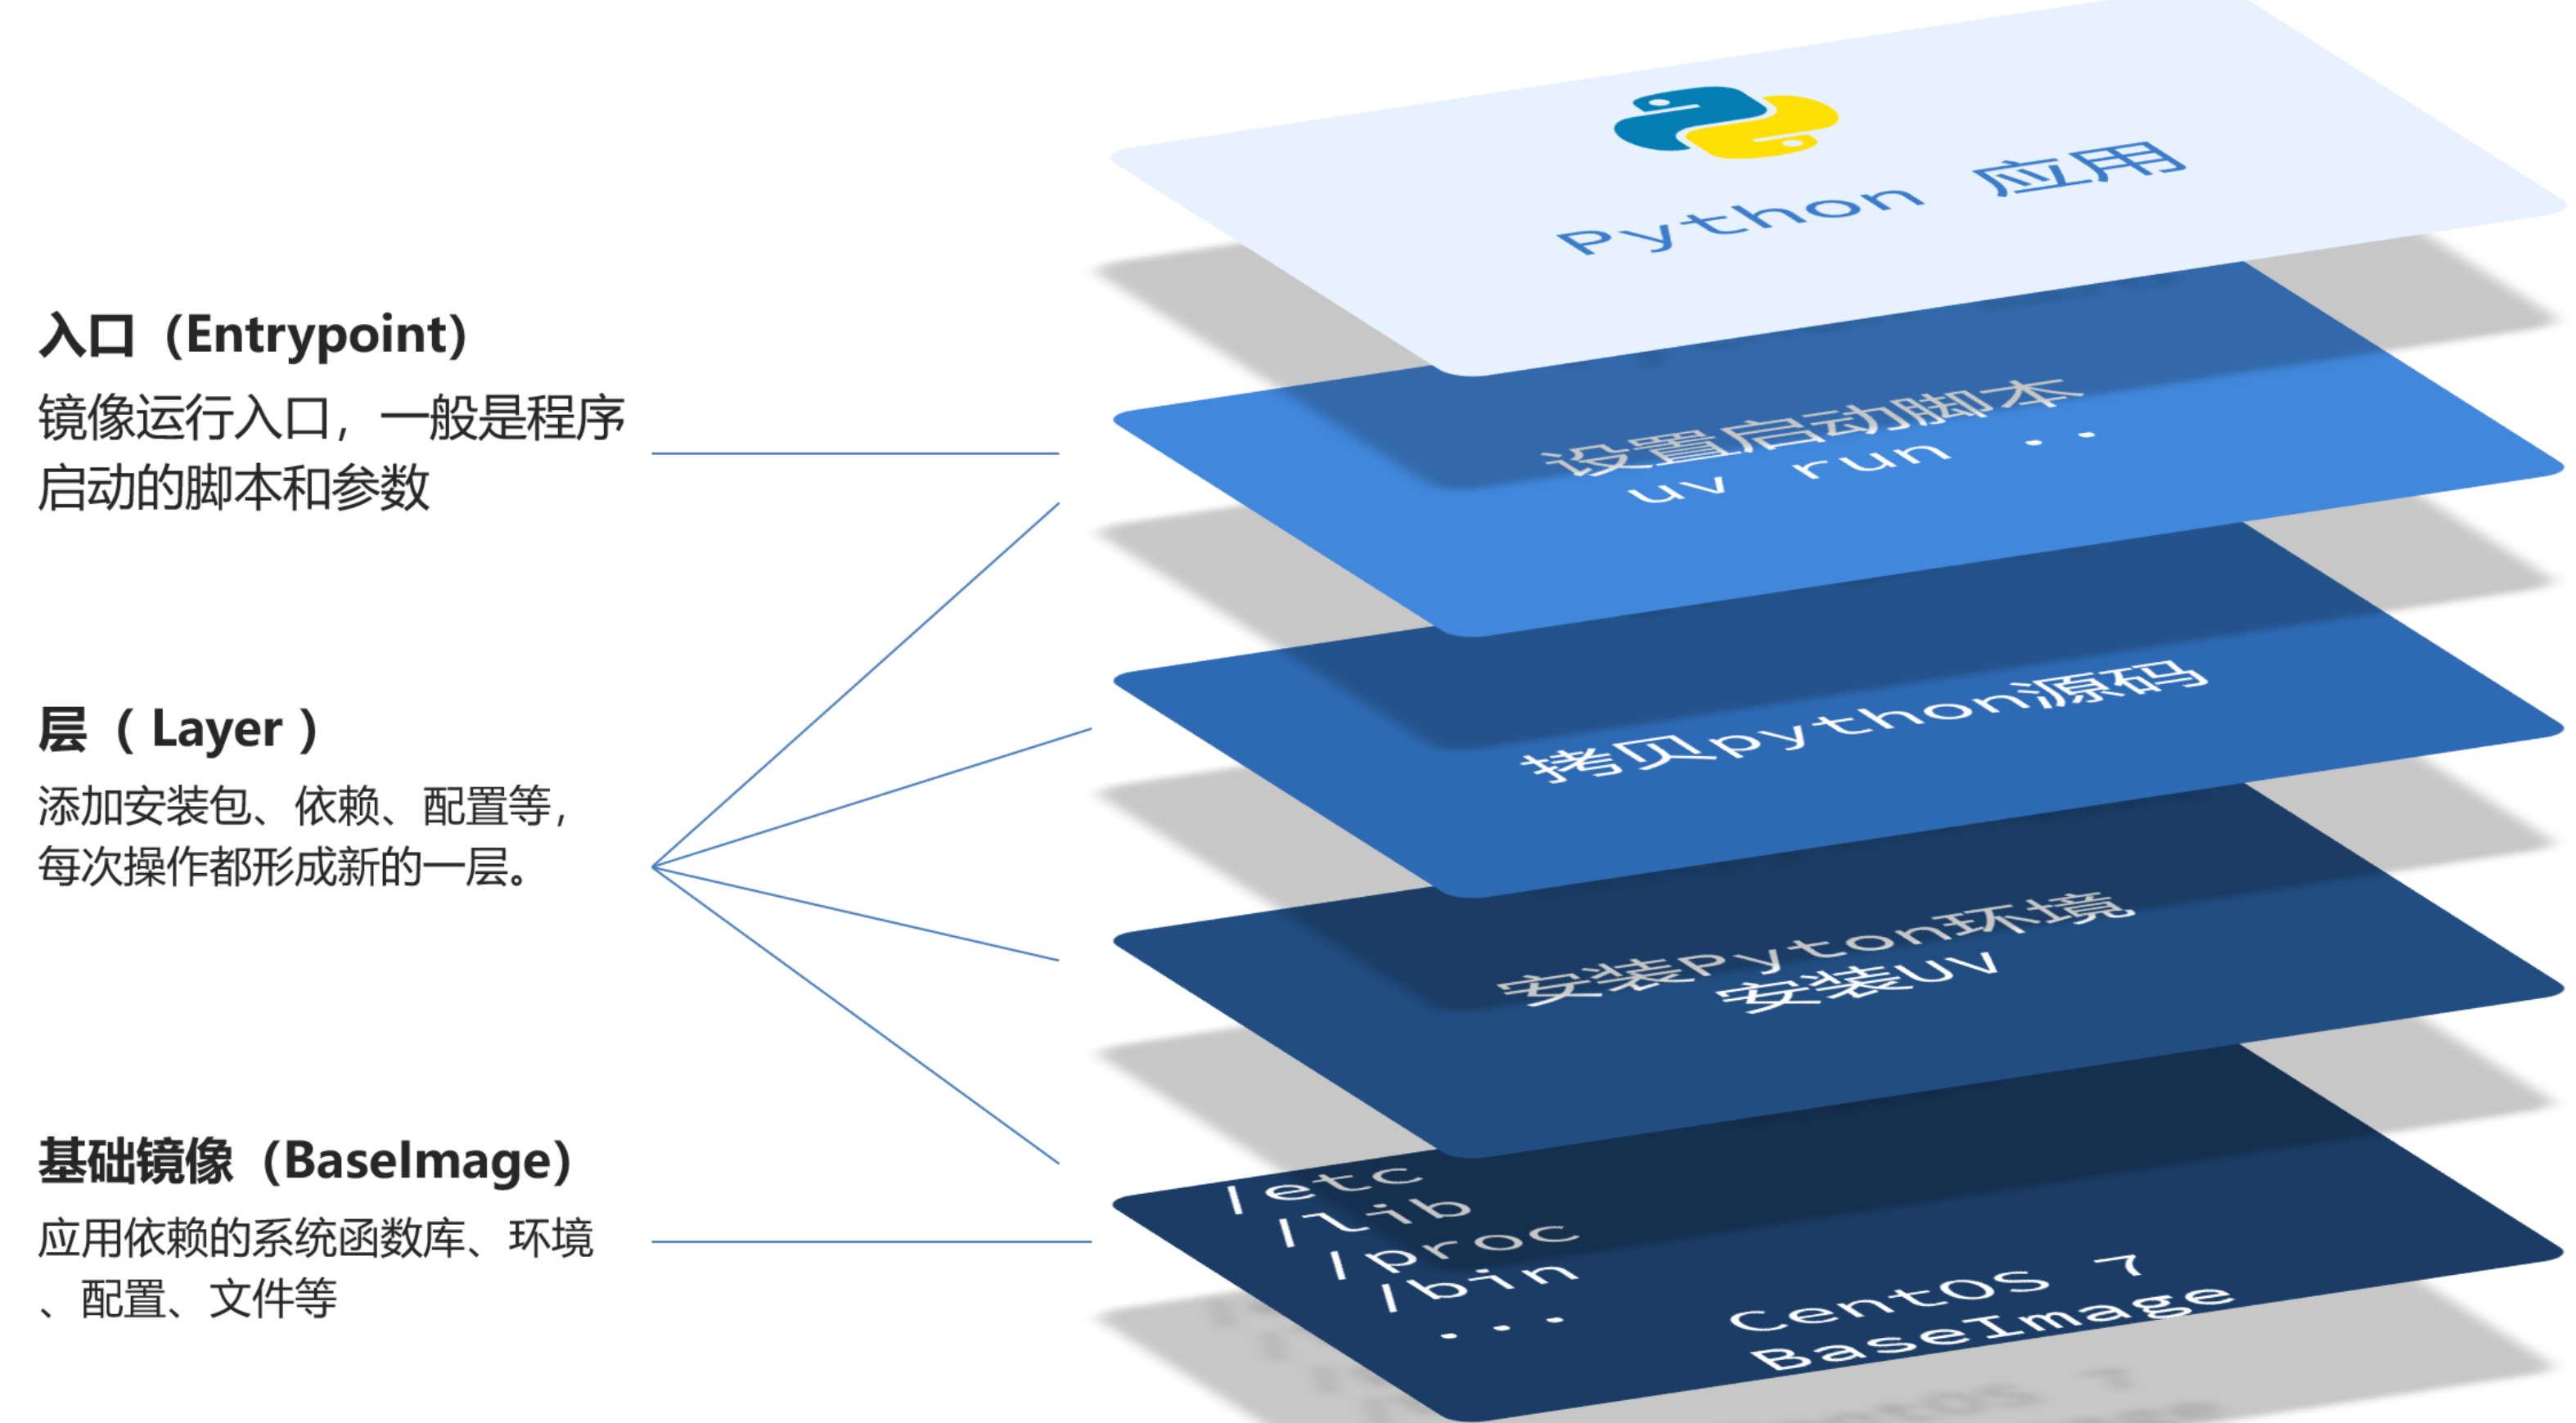 Python 应用
入口（Entrypoint）
镜像运行入口，一般是程序
启动的脚本和参数
设置启动脚本
uv run ..
层（ Layer ）
添加安装包、依赖、配置等，
每次操作都形成新的一层。
拷贝python源码
安装Pyton环境
安装UV
基础镜像（BaseImage）
应用依赖的系统函数库、环境
、配置、文件等
/etc
/lib
/proc
/bin
...
CentOS 7
BaseImage